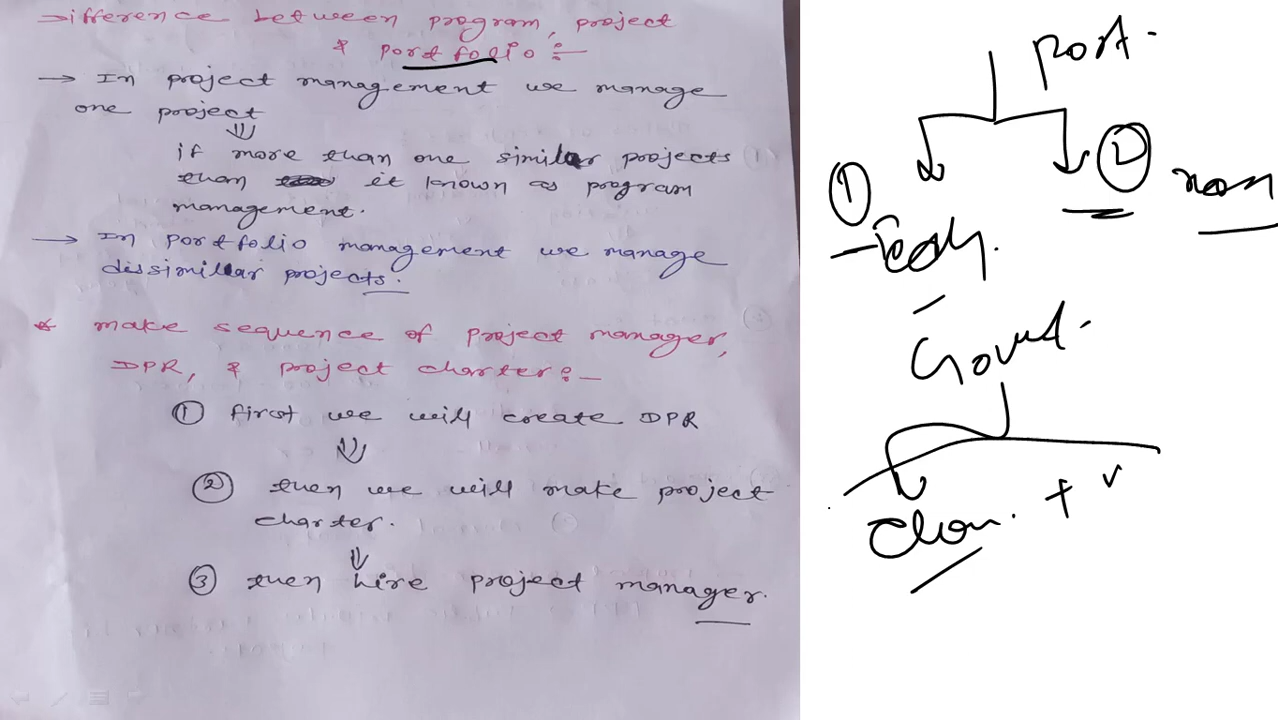 Difference between program, project
& portfolio :-
→ In project management we manage
one project
⇓
if more than one similar projects
than it known as program
management.
→ In portfolio management we manage
dissimilar projects.
* make sequence of project manager,
DPR, & project charter :-
① first we will create DPR
⇓
② then we will make project
charter.
⇓
③ then hire project manager.
Port.
①
②
non
Tech.
+ ✓